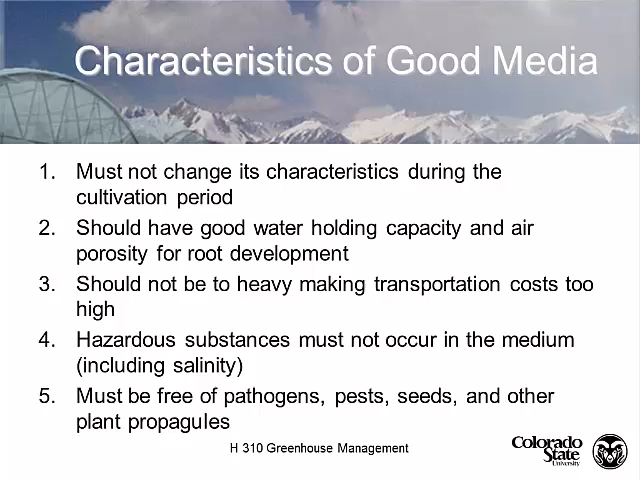 Characteristics of Good Media
1. Must not change its characteristics during the
cultivation period
2. Should have good water holding capacity and air
porosity for root development
3. Should not be to heavy making transportation costs too
high
4. Hazardous substances must not occur in the medium
(including salinity)
5. Must be free of pathogens, pests, seeds, and other
plant propagules
H 310 Greenhouse Management
Colorado
State
University